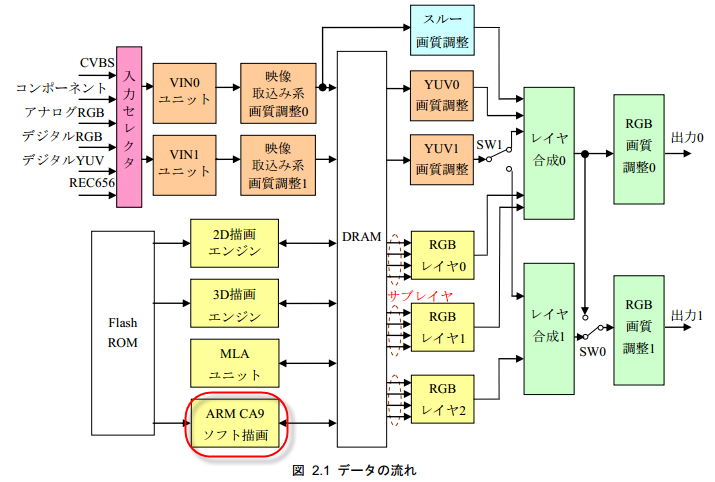 CVBS
コンポーネント
アナログRGB
デジタルRGB
デジタルYUV
REC656
入力セレクタ
VIN0
ユニット
映像
取込み系
画質調整0
VIN1
ユニット
映像
取込み系
画質調整1
スルー
画質調整
YUV0
画質調整
YUV1
画質調整
SW1
レイヤ
合成0
RGB
画質
調整0
出力0
Flash
ROM
2D描画
エンジン
3D描画
エンジン
MLA
ユニット
ARM CA9
ソフト描画
DRAM
RGB
レイヤ0
サブレイヤ
RGB
レイヤ1
RGB
レイヤ2
レイヤ
合成1
SW0
RGB
画質
調整1
出力1
図 2.1 データの流れ